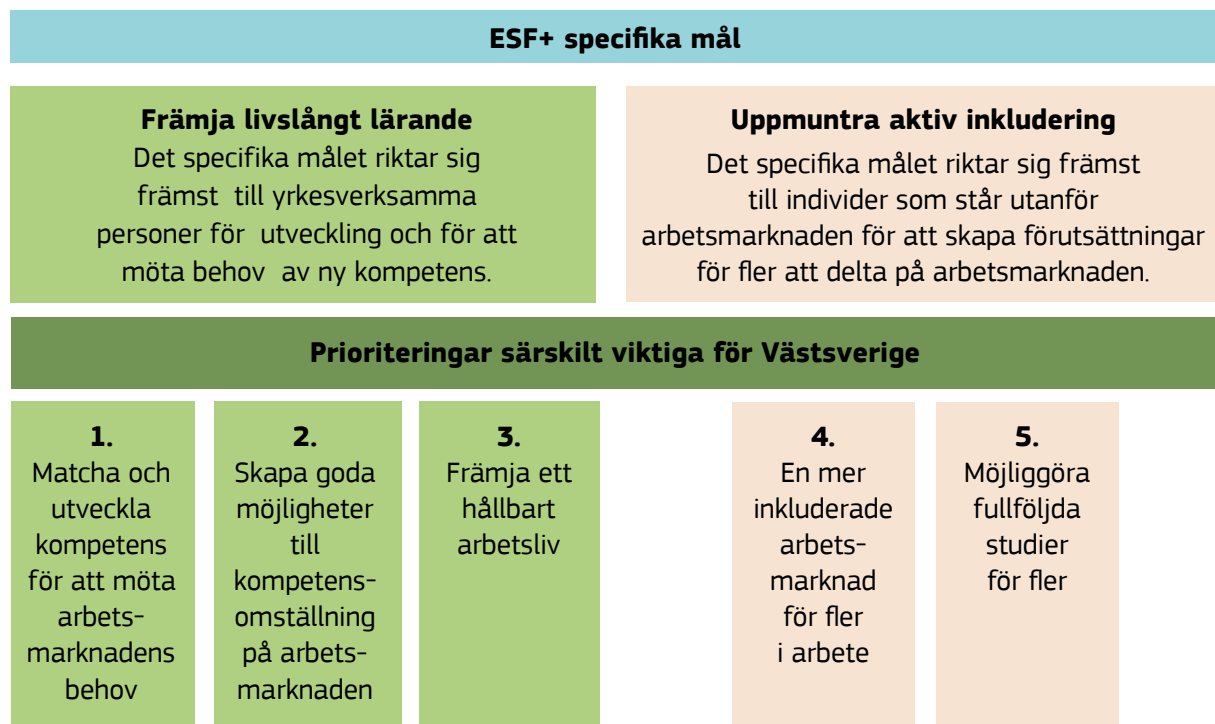 ESF+ specifika mål
Främja livslångt lärande
Det specifika målet riktar sig
främst till yrkesverksamma
personer för utveckling och för att
möta behov av ny kompetens.
Uppmuntra aktiv inkludering
Det specifika målet riktar sig främst
till individer som står utanför
arbetsmarknaden för att skapa förutsättningar
för fler att delta på arbetsmarknaden.
Prioriteringar särskilt viktiga för Västsverige
1.
Matcha och
utveckla
kompetens
för att möta
arbets-
marknadens
behov
2.
Skapa goda
möjligheter
till
kompetens-
omställning
på arbets-
marknaden
3.
Främja ett
hållbart
arbetsliv
4.
En mer
inkluderade
arbets-
marknad
för fler
i arbete
5.
Möjliggöra
fullföljda
studier
för fler